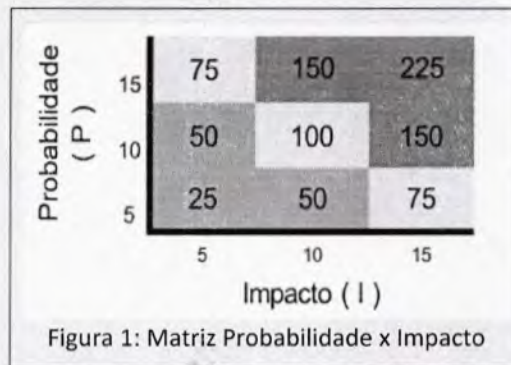 Probabilidade
( P )
15 75 150 225
10 50 100 150
5 25 50 75
5 10 15
Impacto ( I )
Figura 1: Matriz Probabilidade x Impacto